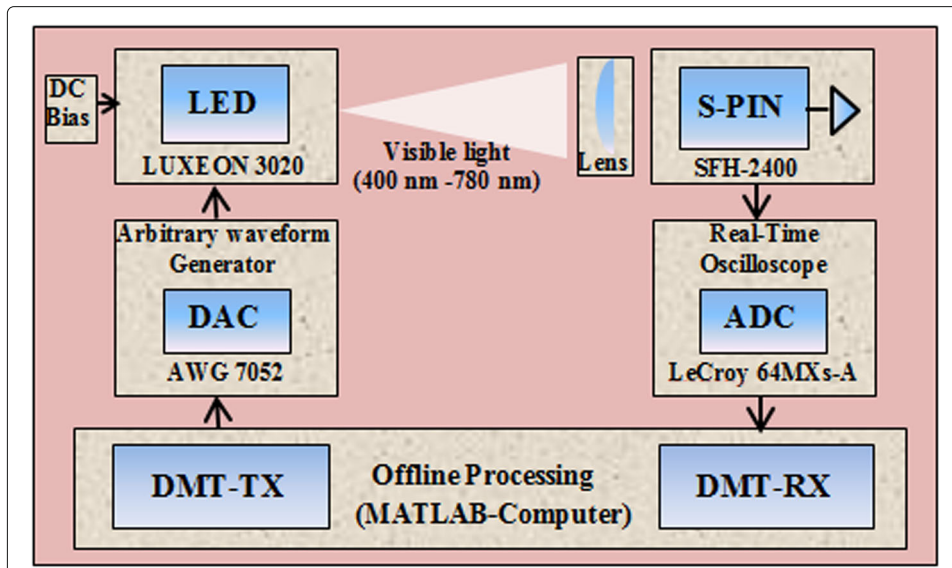 DC
Bias
LED
LUXEON 3020
Visible light
(400 nm -780 nm)
Lens
S-PIN
SFH-2400
Arbitrary waveform
Generator
DAC
AWG 7052
Real-Time
Oscilloscope
ADC
LeCroy 64MXs-A
DMT-TX
Offline Processing
(MATLAB-Computer)
DMT-RX